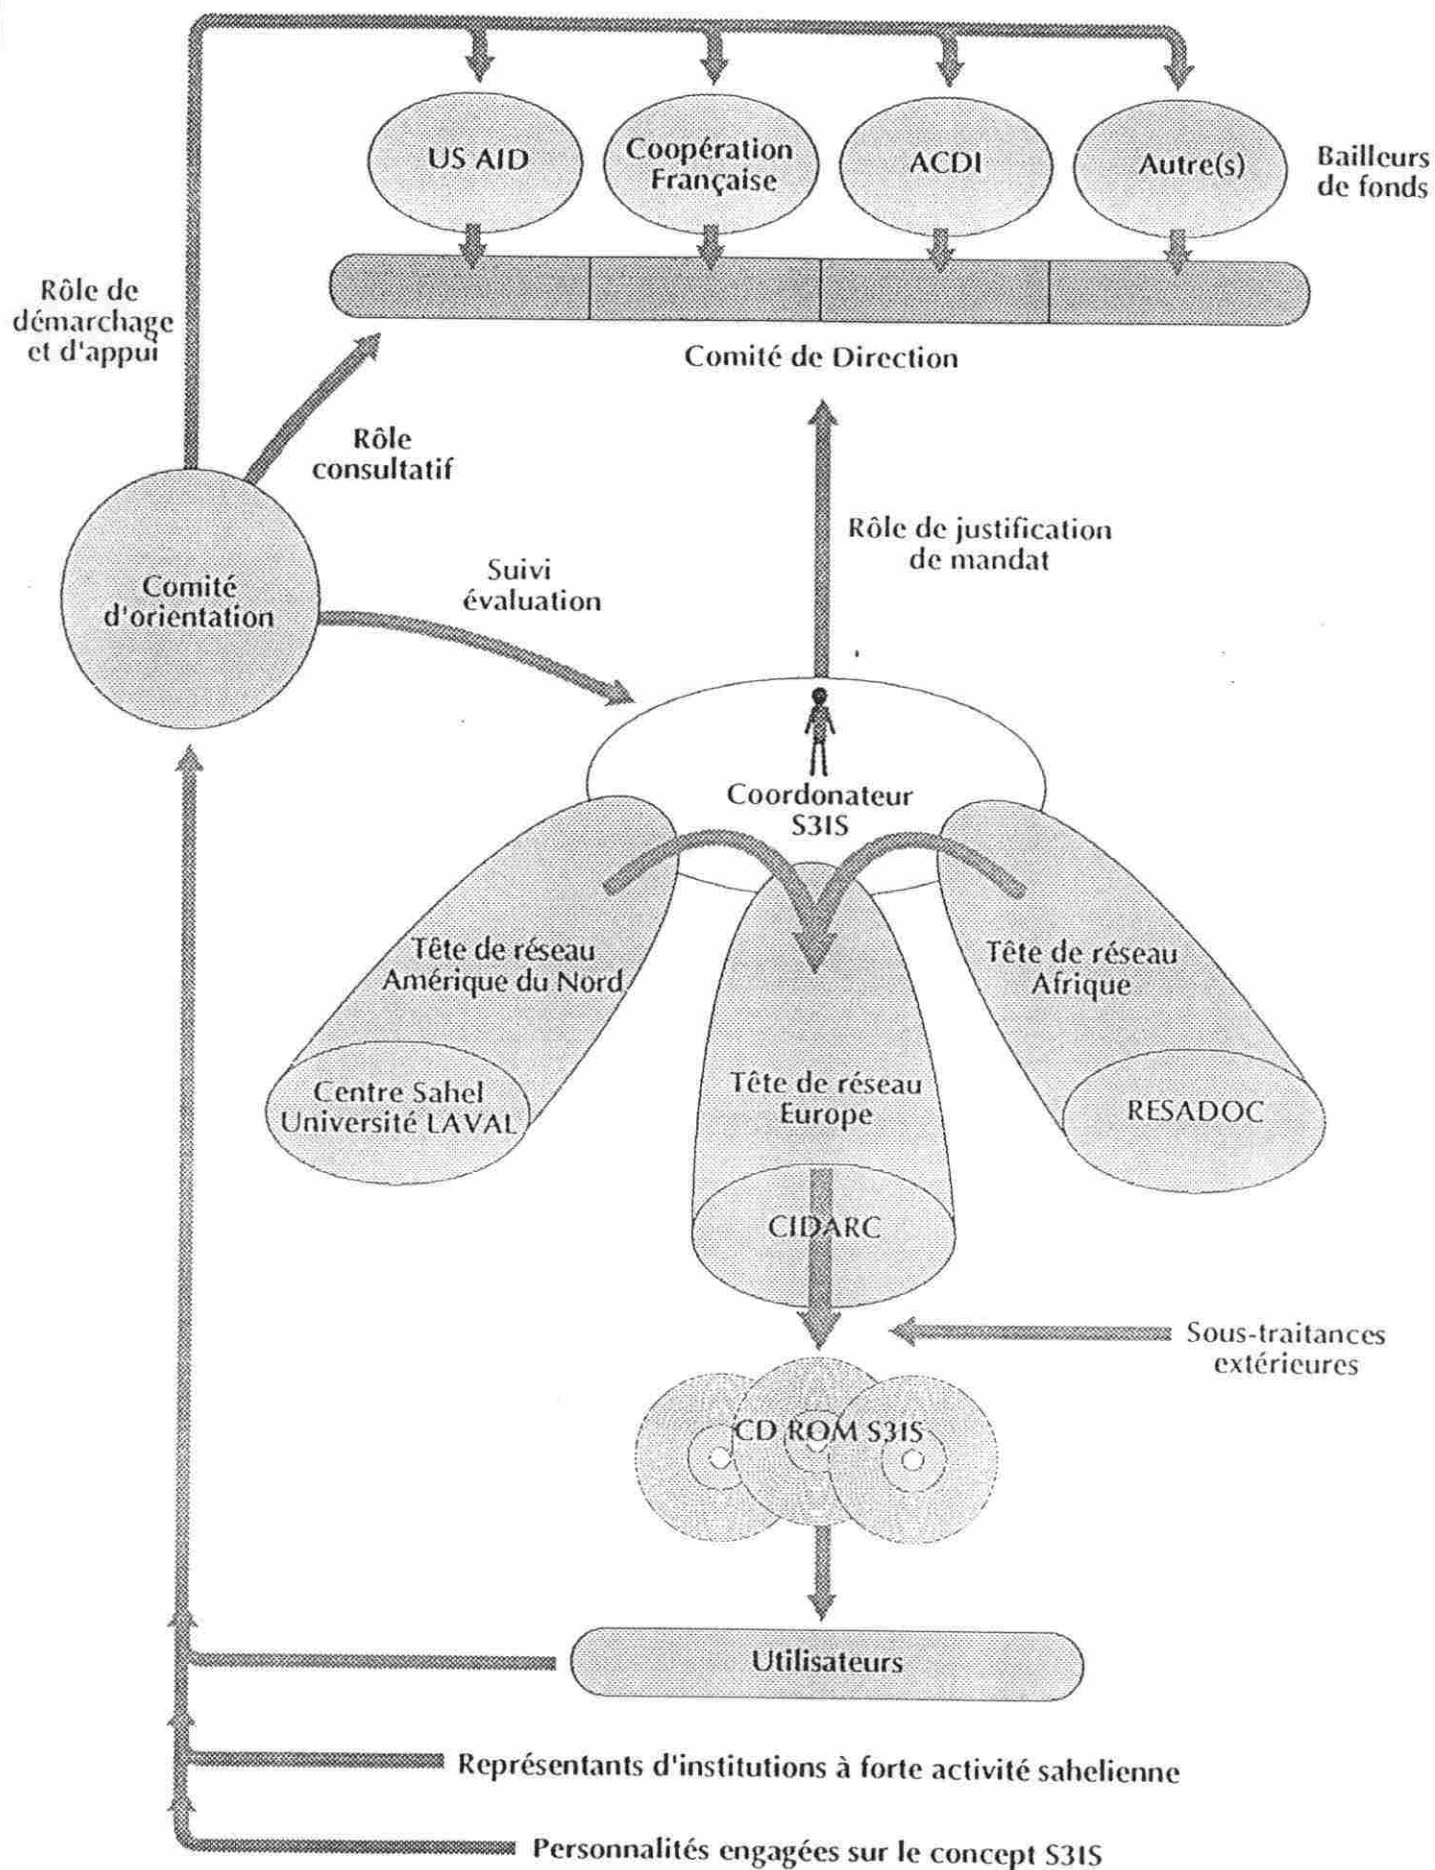 US AID
Coopération
Française
ACDI
Autre(s)
Bailleurs
de fonds
Rôle de
démarchage
et d'appui
Comité de Direction
Rôle
consultatif
Rôle de justification
de mandat
Comité
d'orientation
Suivi
évaluation
Coordonateur
S3IS
Tête de réseau
Amérique du Nord
Tête de réseau
Afrique
Centre Sahel
Université LAVAL
Tête de réseau
Europe
RESADOC
CIDARC
Sous-traitances
extérieures
CD ROM S3IS
Utilisateurs
Représentants d'institutions à forte activité sahelienne
Personnalités engagées sur le concept S3IS